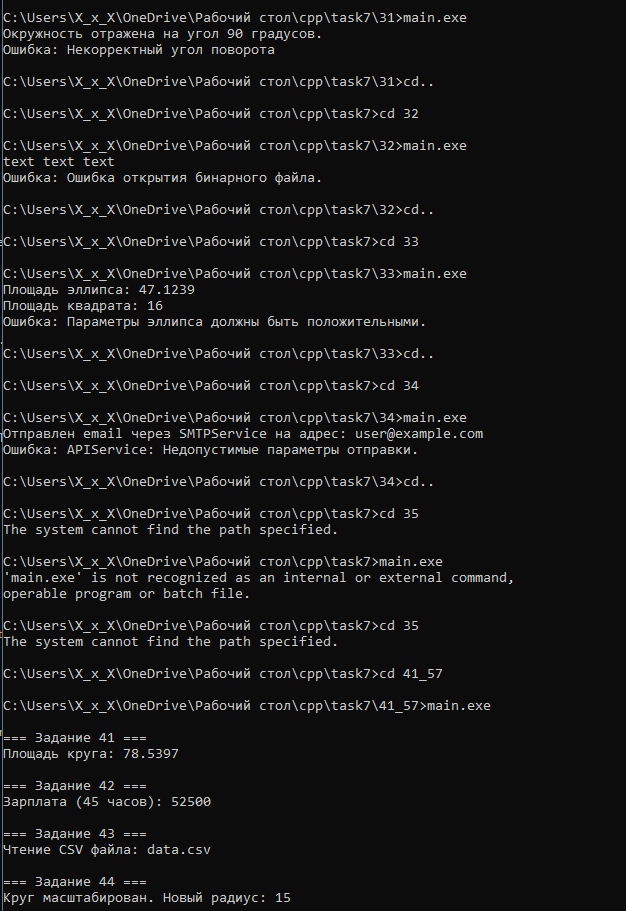 C:\Users\X_x_X\OneDrive\Рабочий стол\cpp\task7\31>main.exe
Окружность отражена на угол 90 градусов.
Ошибка: Некорректный угол поворота
C:\Users\X_x_X\OneDrive\Рабочий стол\cpp\task7\31>cd..
C:\Users\X_x_X\OneDrive\Рабочий стол\cpp\task7>cd 32
C:\Users\X_x_X\OneDrive\Рабочий стол\cpp\task7\32>main.exe
text text text
Ошибка: Ошибка открытия бинарного файла.
C:\Users\X_x_X\OneDrive\Рабочий стол\cpp\task7\32>cd..
C:\Users\X_x_X\OneDrive\Рабочий стол\cpp\task7>cd 33
C:\Users\X_x_X\OneDrive\Рабочий стол\cpp\task7\33>main.exe
Площадь эллипса: 47.1239
Площадь квадрата: 16
Ошибка: Параметры эллипса должны быть положительными.
C:\Users\X_x_X\OneDrive\Рабочий стол\cpp\task7\33>cd..
C:\Users\X_x_X\OneDrive\Рабочий стол\cpp\task7>cd 34
C:\Users\X_x_X\OneDrive\Рабочий стол\cpp\task7\34>main.exe
Отправлен email через SMTPService на адрес: user@example.com
Ошибка: APIService: Недопустимые параметры отправки.
C:\Users\X_x_X\OneDrive\Рабочий стол\cpp\task7\34>cd..
C:\Users\X_x_X\OneDrive\Рабочий стол\cpp\task7>cd 35
The system cannot find the path specified.
C:\Users\X_x_X\OneDrive\Рабочий стол\cpp\task7>main.exe
'main.exe' is not recognized as an internal or external command,
operable program or batch file.
C:\Users\X_x_X\OneDrive\Рабочий стол\cpp\task7>cd 35
The system cannot find the path specified.
C:\Users\X_x_X\OneDrive\Рабочий стол\cpp\task7>cd 41_57
C:\Users\X_x_X\OneDrive\Рабочий стол\cpp\task7\41_57>main.exe
=== Задание 41 ===
Площадь круга: 78.5397
=== Задание 42 ===
Зарплата (45 часов): 52500
=== Задание 43 ===
Чтение CSV файла: data.csv
=== Задание 44 ===
Круг масштабирован. Новый радиус: 15